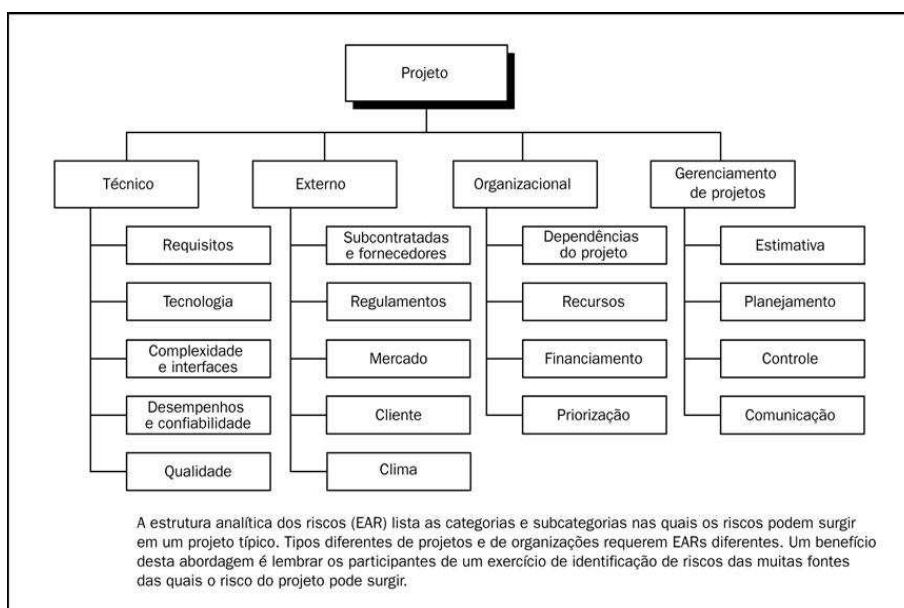 Projeto
Técnico
Externo
Organizacional
Gerenciamento
de projetos
Requisitos
Subcontratadas
e fornecedores
Dependências
do projeto
Estimativa
Tecnologia
Regulamentos
Recursos
Planejamento
Complexidade
e interfaces
Mercado
Financiamento
Controle
Desempenhos
e confiabilidade
Cliente
Priorização
Comunicação
Qualidade
Clima
A estrutura analítica dos riscos (EAR) lista as categorias e subcategorias nas quais os riscos podem surgir
em um projeto típico. Tipos diferentes de projetos e de organizações requerem EARs diferentes. Um benefício
desta abordagem é lembrar os participantes de um exercício de identificação de riscos das muitas fontes
das quais o risco do projeto pode surgir.